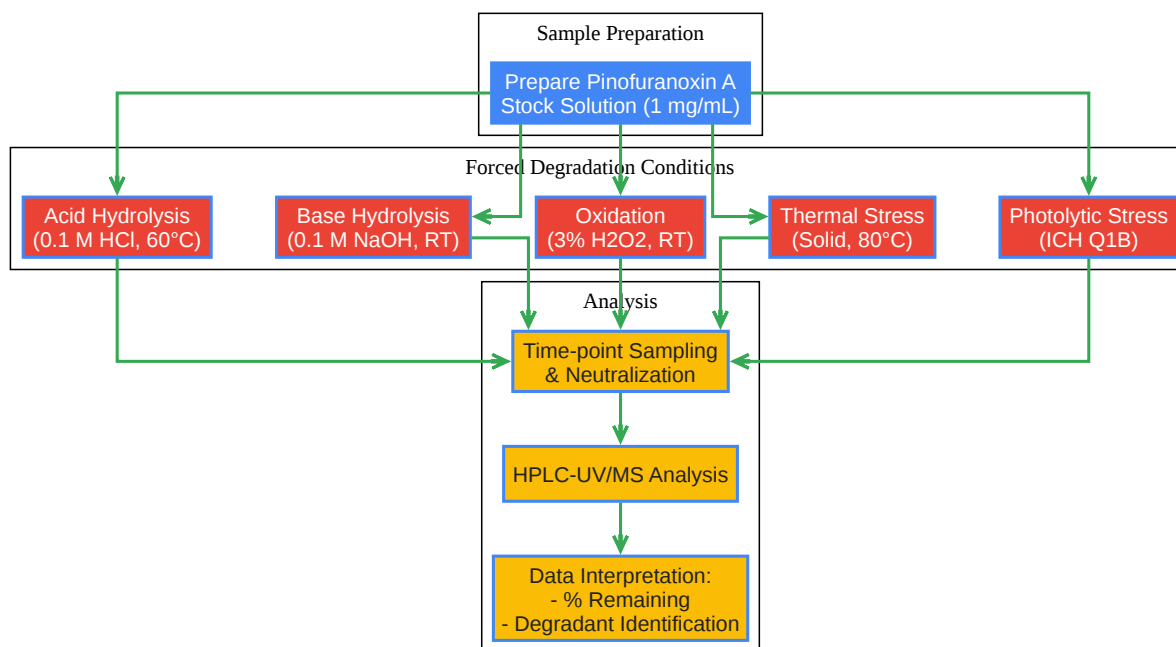 Sample Preparation
Prepare Pinofuranoxin A
Stock Solution (1 mg/mL)
Forced Degradation Conditions
Acid Hydrolysis
(0.1 M HCl, 60°C)
Base Hydrolysis
(0.1 M NaOH, RT)
Oxidation
(3% H2O2, RT)
Thermal Stress
(Solid, 80°C)
Photolytic Stress
(ICH Q1B)
Analysis
Time-point Sampling
& Neutralization
HPLC-UV/MS Analysis
Data Interpretation:
- % Remaining
- Degradant Identification